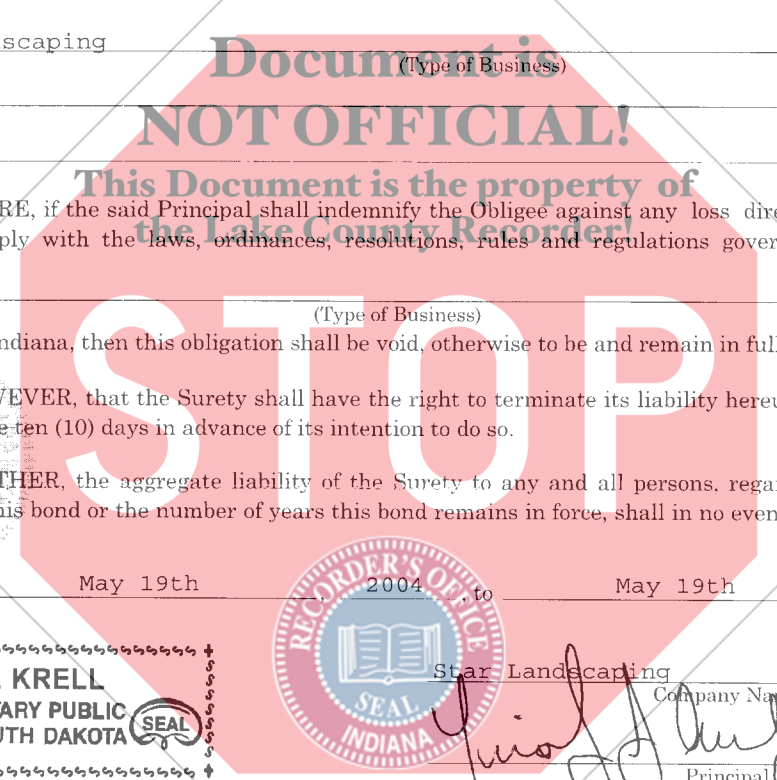 scaping
Document is
(Type of Business)
NOT OFFICIAL!
This Document is the property of
the Lake County Recorder!
RE, if the said Principal shall indemnify the Obligee against any loss dire
ply with the laws, ordinances, resolutions, rules and regulations gover
STOP
(Type of Business)
ndiana, then this obligation shall be void, otherwise to be and remain in full
VEVER, that the Surety shall have the right to terminate its liability hereu
e ten (10) days in advance of its intention to do so.
THER, the aggregate liability of the Surety to any and all persons, rega
his bond or the number of years this bond remains in force, shall in no even
May 19th , 2004 , to May 19th
RECORDER'S OFFICE
SEAL
INDIANA
KRELL
ARY PUBLIC
UTH DAKOTA
SEAL
Star Landscaping
Company Na
Principal